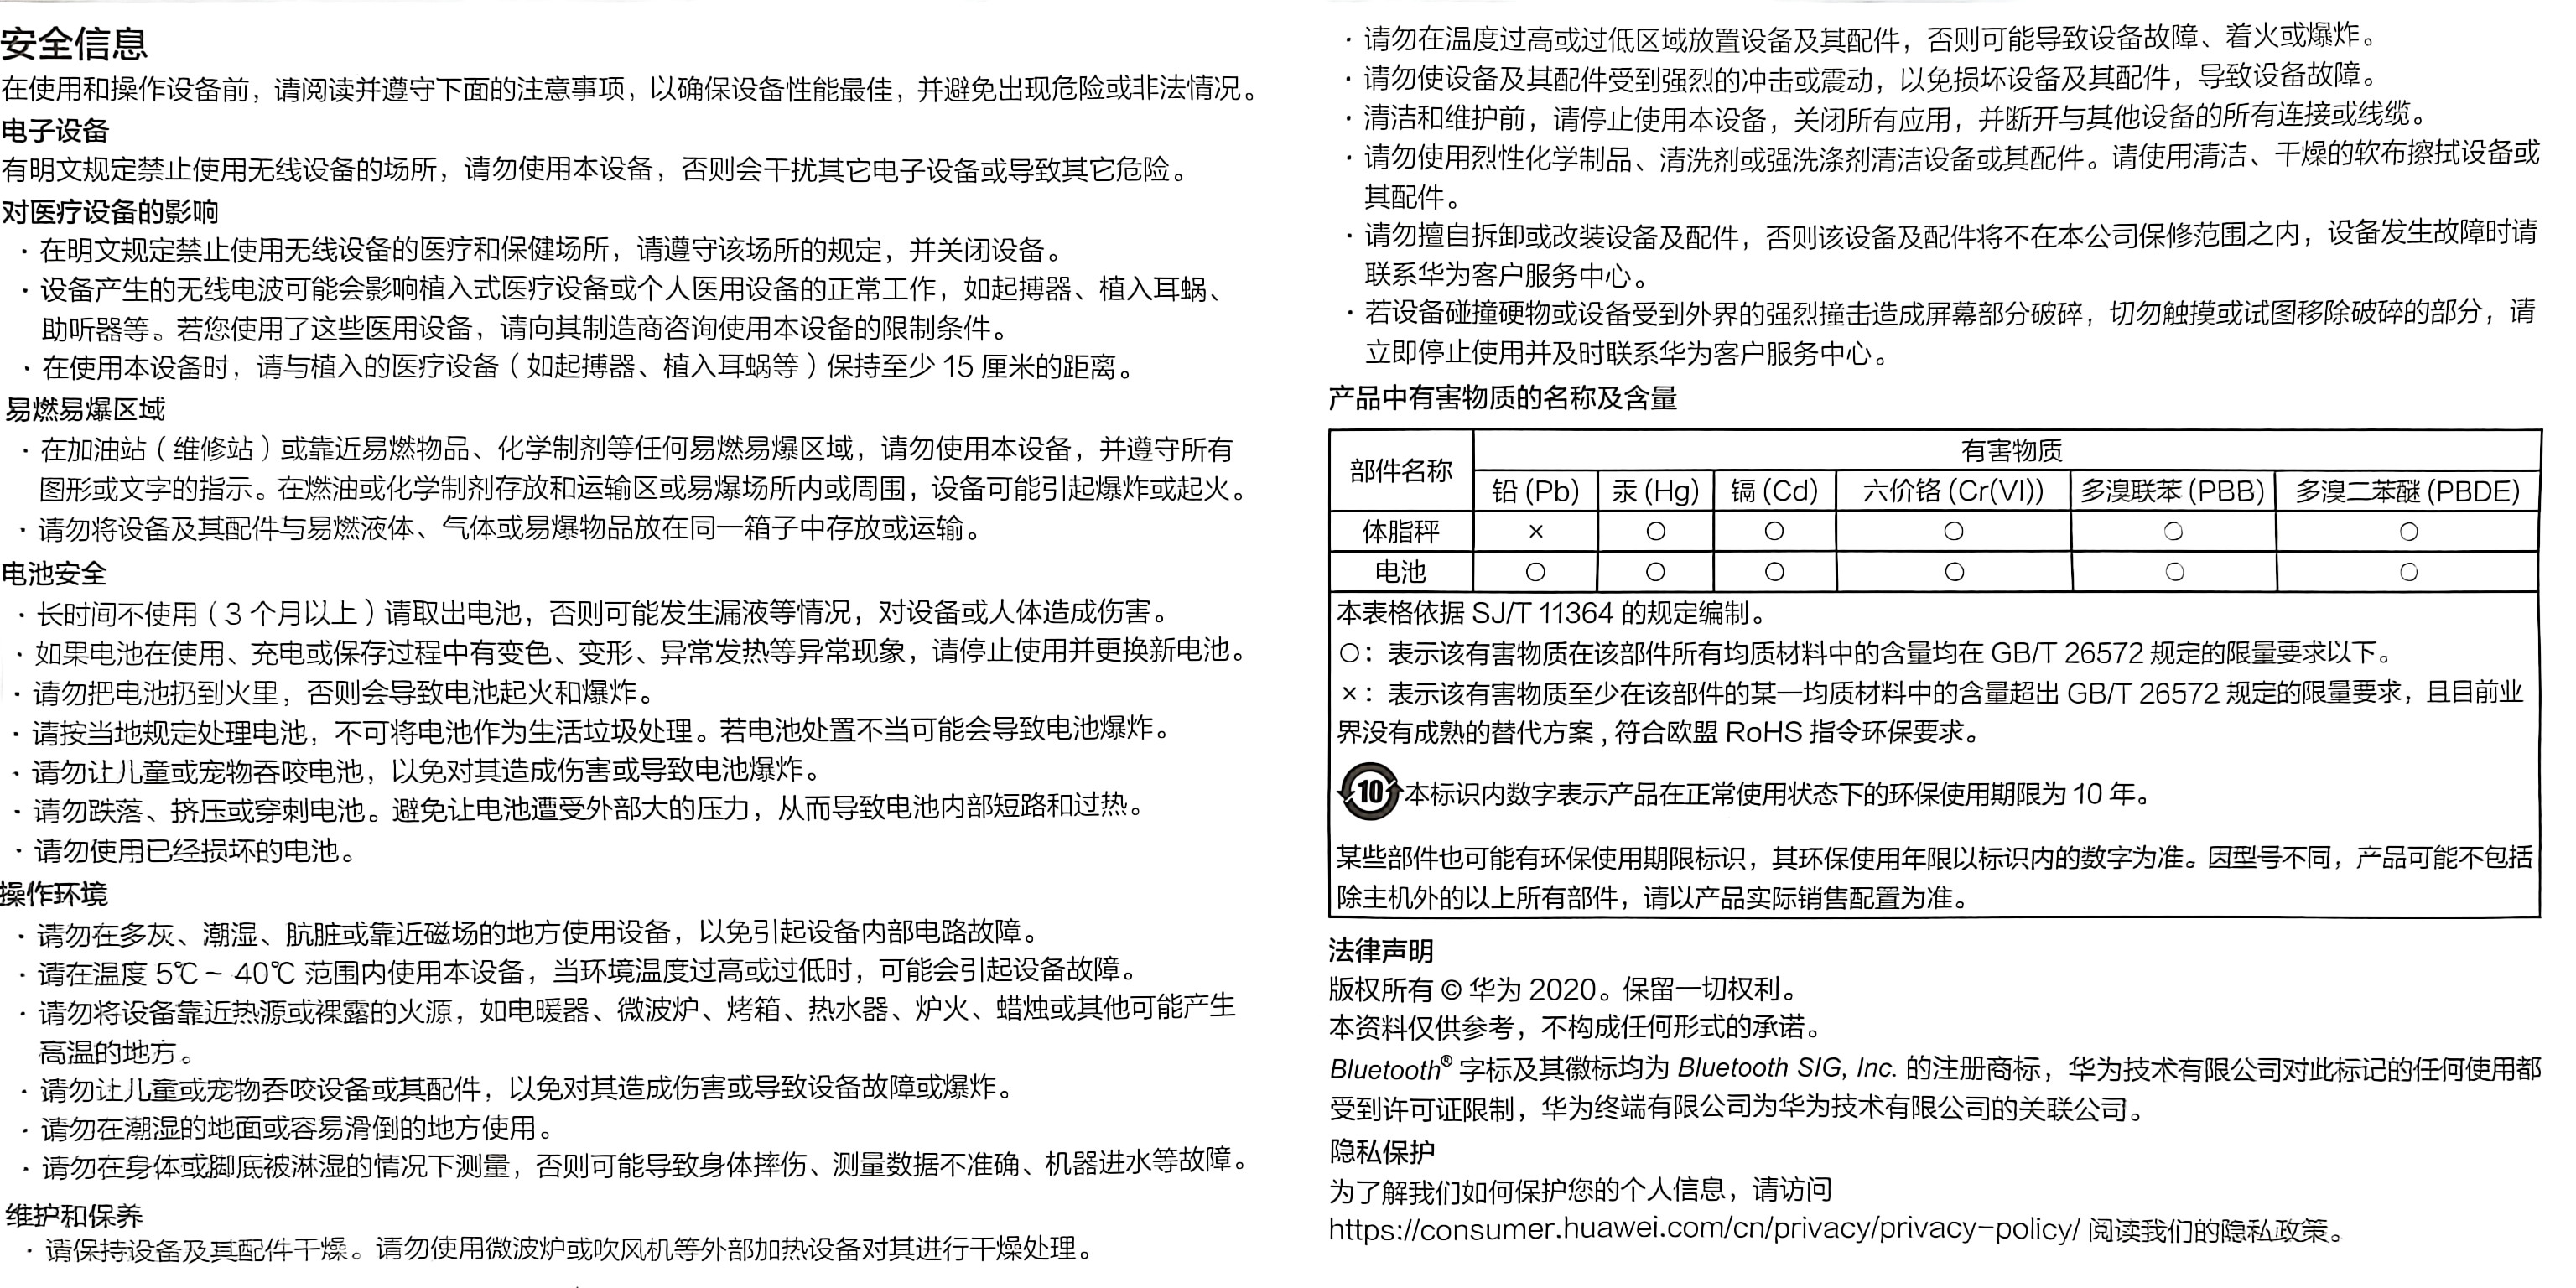 安全信息
在使用和操作设备前，请阅读并遵守下面的注意事项，以确保设备性能最佳，并避免出现危险或非法情况。
电子设备
有明文规定禁止使用无线设备的场所，请勿使用本设备，否则会干扰其它电子设备或导致其它危险。
对医疗设备的影响
· 在明文规定禁止使用无线设备的医疗和保健场所，请遵守该场所的规定，并关闭设备。
· 设备产生的无线电波可能会影响植入式医疗设备或个人医用设备的正常工作，如起搏器、植入耳蜗、
助听器等。若您使用了这些医用设备，请向其制造商咨询使用本设备的限制条件。
· 在使用本设备时，请与植入的医疗设备（如起搏器、植入耳蜗等）保持至少 15 厘米的距离。
易燃易爆区域
· 在加油站（维修站）或靠近易燃物品、化学制剂等任何易燃易爆区域，请勿使用本设备，并遵守所有
图形或文字的指示。在燃油或化学制剂存放和运输区或易爆场所内或周围，设备可能引起爆炸或起火。
· 请勿将设备及其配件与易燃液体、气体或易爆物品放在同一箱子中存放或运输。
电池安全
· 长时间不使用（3 个月以上）请取出电池，否则可能发生漏液等情况，对设备或人体造成伤害。
· 如果电池在使用、充电或保存过程中有变色、变形、异常发热等异常现象，请停止使用并更换新电池。
· 请勿把电池扔到火里，否则会导致电池起火和爆炸。
· 请按当地规定处理电池，不可将电池作为生活垃圾处理。若电池处置不当可能会导致电池爆炸。
· 请勿让儿童或宠物吞咬电池，以免对其造成伤害或导致电池爆炸。
· 请勿跌落、挤压或穿刺电池。避免让电池遭受外部大的压力，从而导致电池内部短路和过热。
· 请勿使用已经损坏的电池。
操作环境
· 请勿在多灰、潮湿、肮脏或靠近磁场的地方使用设备，以免引起设备内部电路故障。
· 请在温度 5℃ ~ 40℃ 范围内使用本设备，当环境温度过高或过低时，可能会引起设备故障。
· 请勿将设备靠近热源或裸露的火源，如电暖器、微波炉、烤箱、热水器、炉火、蜡烛或其他可能产生
高温的地方。
· 请勿让儿童或宠物吞咬设备或其配件，以免对其造成伤害或导致设备故障或爆炸。
· 请勿在潮湿的地面或容易滑倒的地方使用。
· 请勿在身体或脚底被淋湿的情况下测量，否则可能导致身体摔伤、测量数据不准确、机器进水等故障。
维护和保养
· 请保持设备及其配件干燥。请勿使用微波炉或吹风机等外部加热设备对其进行干燥处理。
· 请勿在温度过高或过低区域放置设备及其配件，否则可能导致设备故障、着火或爆炸。
· 请勿使设备及其配件受到强烈的冲击或震动，以免损坏设备及其配件，导致设备故障。
· 清洁和维护前，请停止使用本设备，关闭所有应用，并断开与其他设备的所有连接或线缆。
· 请勿使用烈性化学制品、清洗剂或强洗涤剂清洁设备或其配件。请使用清洁、干燥的软布擦拭设备或
其配件。
· 请勿擅自拆卸或改装设备及配件，否则该设备及配件将不在本公司保修范围之内，设备发生故障时请
联系华为客户服务中心。
· 若设备碰撞硬物或设备受到外界的强烈撞击造成屏幕部分破碎，切勿触摸或试图移除破碎的部分，请
立即停止使用并及时联系华为客户服务中心。
产品中有害物质的名称及含量
部件名称 有害物质
铅 (Pb) 汞 (Hg) 镉 (Cd) 六价铬 (Cr(VI)) 多溴联苯 (PBB) 多溴二苯醚 (PBDE)
体脂秤 × ○ ○ ○ ○ ○
电池 ○ ○ ○ ○ ○ ○
本表格依据 SJ/T 11364 的规定编制。
○：表示该有害物质在该部件所有均质材料中的含量均在 GB/T 26572 规定的限量要求以下。
×：表示该有害物质至少在该部件的某一均质材料中的含量超出 GB/T 26572 规定的限量要求，且目前业
界没有成熟的替代方案 , 符合欧盟 RoHS 指令环保要求。
10 本标识内数字表示产品在正常使用状态下的环保使用期限为 10 年。
某些部件也可能有环保使用期限标识，其环保使用年限以标识内的数字为准。因型号不同，产品可能不包括
除主机外的以上所有部件，请以产品实际销售配置为准。
法律声明
版权所有 © 华为 2020。保留一切权利。
本资料仅供参考，不构成任何形式的承诺。
Bluetooth® 字标及其徽标均为 Bluetooth SIG, Inc. 的注册商标，华为技术有限公司对此标记的任何使用都
受到许可证限制，华为终端有限公司为华为技术有限公司的关联公司。
隐私保护
为了解我们如何保护您的个人信息，请访问
https://consumer.huawei.com/cn/privacy/privacy-policy/ 阅读我们的隐私政策。